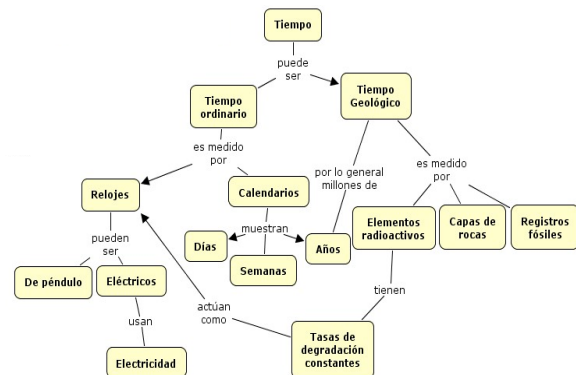 Tiempo
puede
ser
Tiempo
ordinario
Tiempo
Geológico
es medido
por
por lo general
millones de
es medido
por
Relojes
Calendarios
Elementos
radioactivos
Capas de
rocas
Registros
fósiles
pueden
ser
muestran
Días
Semanas
Años
De péndulo
Eléctricos
tienen
usan
actúan
como
Electricidad
Tasas de
degradación
constantes